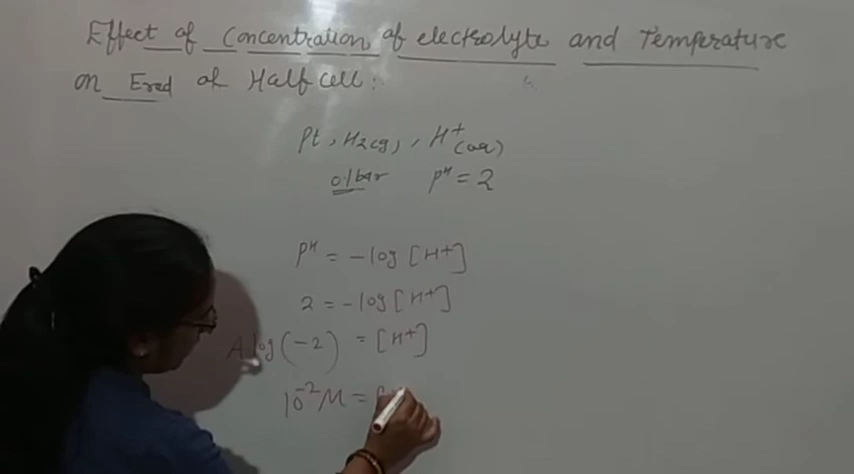 Effect of Concentration of electrolyte and Temperature
on Ered of Half cell:
Pt, H2(g), H+(aq)
0.1 bar pH = 2
pH = -log [H+]
2 = -log [H+]
Alog(-2) = [H+]
10-2 M = [